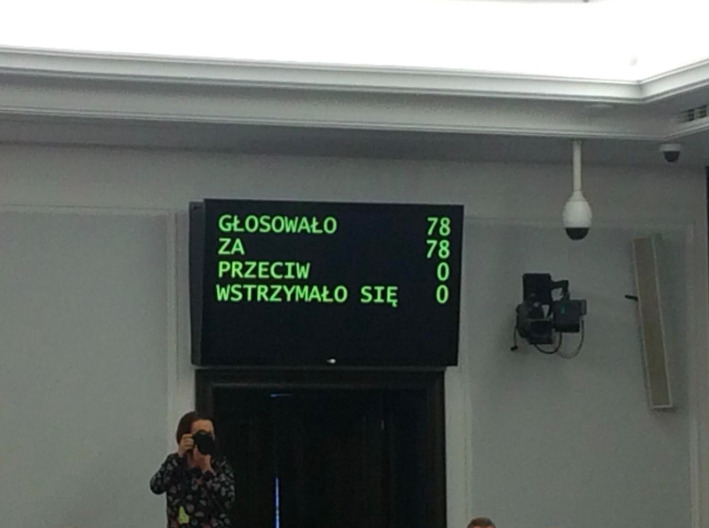 GŁOSOWAŁO 78
ZA 78
PRZECIW 0
WSTRZYMAŁO SIĘ 0